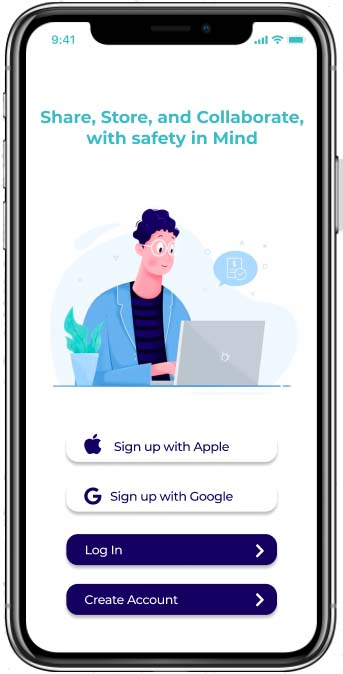 9:41
Share, Store, and Collaborate,
with safety in Mind
$
Sign up with Apple
Sign up with Google
Log In
Create Account